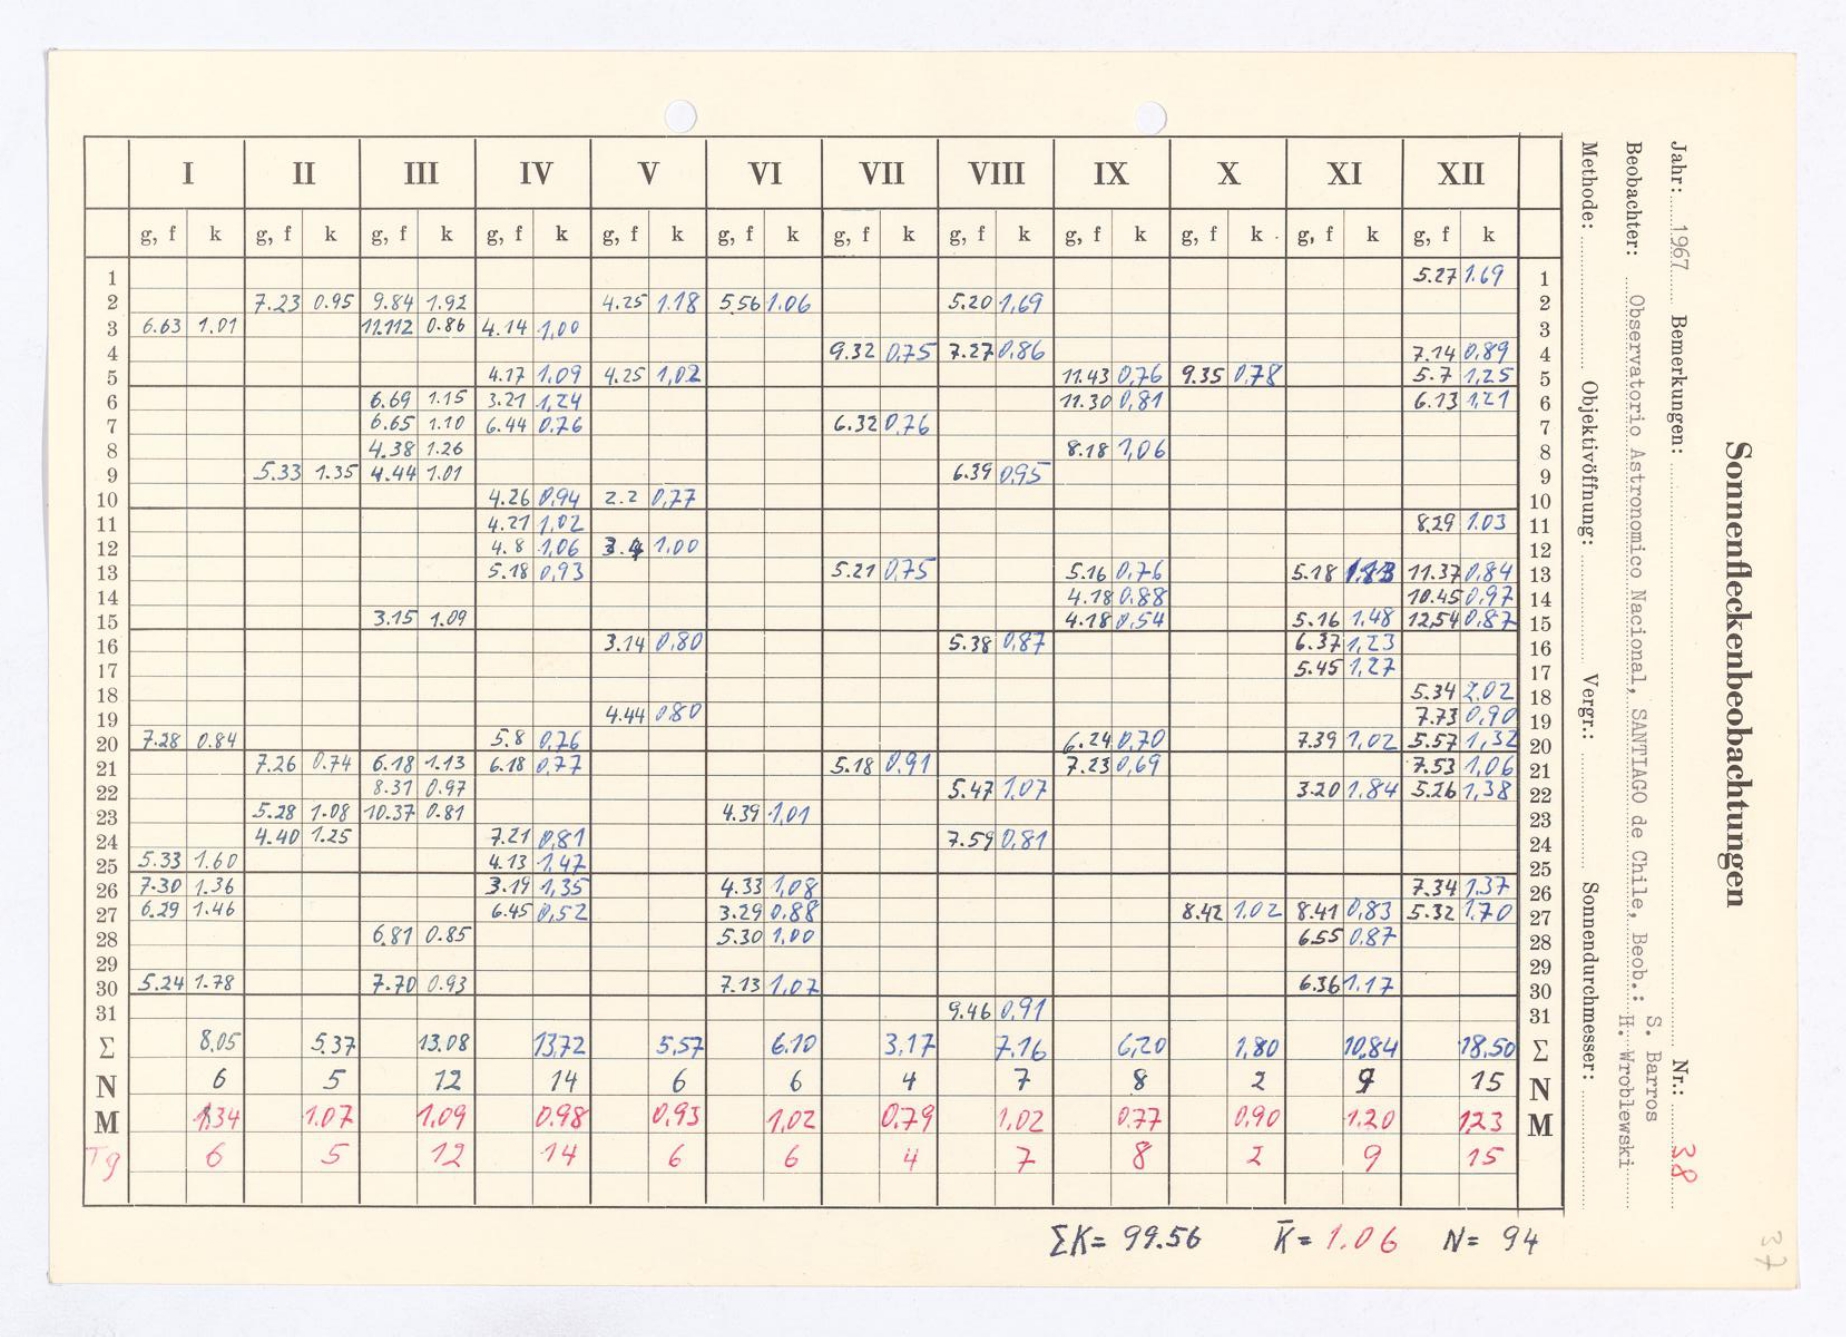 I II III IV V VI VII VIII IX X XI XII
g, f k g, f k g, f k g, f k g, f k g, f k g, f k g, f k g, f k g, f k g, f k g, f k
1 5.27 1.69 1
2 7.23 0.95 9.84 1.92 4.25 1.18 5.56 1.06 5.20 1,69 2
3 6.63 1.01 11.112 0.86 4.14 1,00 3
4 9.32 0,75 7.27 0,86 7.14 0,89 4
5 4.17 1,09 4.25 1,02 11.43 0,76 9.35 0,78 5.7 1,25 5
6 6.69 1.15 3.21 1,24 11.30 0,81 6.13 1,21 6
7 6.65 1.10 6.44 0.76 6.32 0,76 7
8 4.38 1.26 8.18 1,06 8
9 5.33 1.35 4.44 1.01 6.39 0,95 9
10 4.26 0,94 2.2 0,77 10
11 4.21 1,02 8.29 1.03 11
12 4.8 1,06 3.4 1,00 12
13 5.18 0,93 5.21 0,75 5.16 0,76 5.18 1.13 11.37 0,84 13
14 4.18 0.88 10.45 0,97 14
15 3.15 1.09 4.18 0,54 5.16 1,48 12,54 0,87 15
16 3.14 0,80 5.38 0,87 6.37 1,23 16
17 5.45 1,27 17
18 5.34 2.02 18
19 4.44 0,80 7.73 0,90 19
20 7.28 0.84 5.8 0,76 6.24 0,70 7.39 1,02 5.57 1,32 20
21 7.26 0.74 6.18 1.13 6.18 0,77 5.18 0,91 7.23 0,69 7.53 1,06 21
22 8.31 0.97 5.47 1,07 3.20 1,84 5.26 1,38 22
23 5.28 1.08 10.37 0.81 4.39 1,01 23
24 4.40 1.25 7.21 0,81 7.59 0,81 24
25 5.33 1.60 4.13 1,47 25
26 7.30 1.36 3.19 1,35 4.33 1,08 7.34 1,37 26
27 6.29 1.46 6.45 0,52 3.29 0,88 8.42 1.02 8.41 0,83 5.32 1,70 27
28 6.81 0.85 5.30 1,00 6.55 0,87 28
29 29
30 5.24 1.78 7.70 0.93 7.13 1,07 6.36 1,17 30
31 9.46 0,91 31
Σ 8,05 5.37 13.08 13,72 5,57 6.10 3,17 7.16 6,20 1,80 10,84 18,50 Σ
N 6 5 12 14 6 6 4 7 8 2 9 15 N
M 1.34 1.07 1,09 0.98 0,93 1,02 0.79 1,02 0.77 0,90 1.20 1,23 M
Tg 6 5 12 14 6 6 4 7 8 2 9 15
ΣK= 99.56 K̄= 1.06 N= 94
37
Sonnenfleckenbeobachtungen
Jahr: 1967 Bemerkungen: Nr.: 38
Beobachter: Observatorio Astronomico Nacional, SANTIAGO de Chile, Beob.: S. Barros
H. Wroblewski
Methode: Objektivöffnung: Vergr.: Sonnendurchmesser: